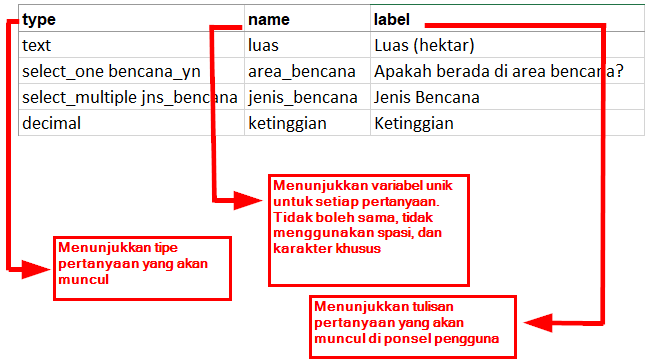 type name label
text luas Luas (hektar)
select_one bencana_yn area_bencana Apakah berada di area bencana?
select_multiple jns_bencana jenis_bencana Jenis Bencana
decimal ketinggian Ketinggian
Menunjukkan variabel unik
untuk setiap pertanyaan.
Tidak boleh sama, tidak
menggunakan spasi, dan
karakter khusus
Menunjukkan tipe
pertanyaan yang akan
muncul
Menunjukkan tulisan
pertanyaan yang akan
muncul di ponsel pengguna